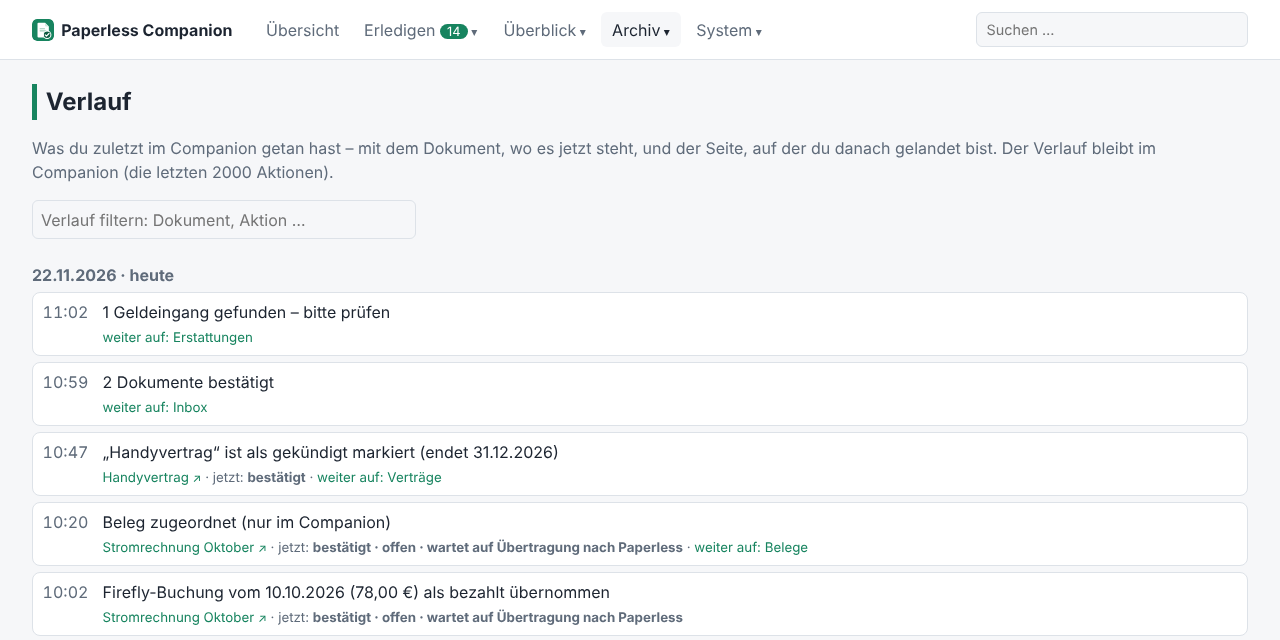 Paperless Companion Übersicht Erledigen 14 ▾ Überblick ▾ Archiv ▾ System ▾ Suchen ...
Verlauf
Was du zuletzt im Companion getan hast – mit dem Dokument, wo es jetzt steht, und der Seite, auf der du danach gelandet bist. Der Verlauf bleibt im
Companion (die letzten 2000 Aktionen).
Verlauf filtern: Dokument, Aktion ...
22.11.2026 · heute
11:02 1 Geldeingang gefunden – bitte prüfen
weiter auf: Erstattungen
10:59 2 Dokumente bestätigt
weiter auf: Inbox
10:47 „Handyvertrag“ ist als gekündigt markiert (endet 31.12.2026)
Handyvertrag ↗ · jetzt: bestätigt · weiter auf: Verträge
10:20 Beleg zugeordnet (nur im Companion)
Stromrechnung Oktober ↗ · jetzt: bestätigt · offen · wartet auf Übertragung nach Paperless · weiter auf: Belege
10:02 Firefly-Buchung vom 10.10.2026 (78,00 €) als bezahlt übernommen
Stromrechnung Oktober ↗ · jetzt: bestätigt · offen · wartet auf Übertragung nach Paperless